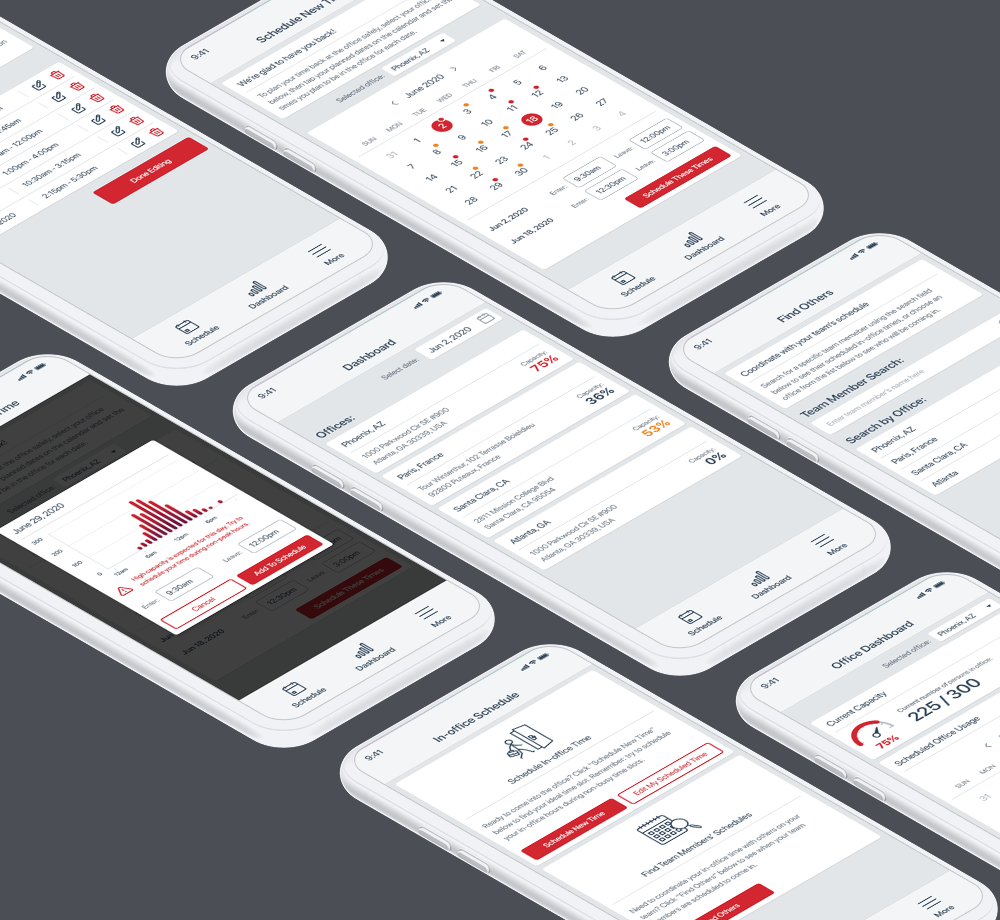 :45am
am - 12:00pm
1:00pm - 4:00pm
10:30am - 3:15pm
2:15pm - 5:30pm
Done Editing
Schedule
Dashboard
More
9:41
Schedule New Ti
We're glad to have you back!
To plan your time back at the office safely, select your offic
below, then tap your planned dates on the calendar and set the
times you plan to be in the office for each date.
Selected office:
Phoenix, AZ
June 2020
SUN MON TUE WED THU FRI SAT
31 1 2 3 4 5 6
7 8 9 10 11 12 13
14 15 16 17 18 19 20
21 22 23 24 25 26 27
28 29 30 1 2 3 4
Jun 2, 2020
Enter:
9:30am
Leave:
12:00pm
Jun 18, 2020
Enter:
12:30pm
Leave:
3:00pm
Schedule These Times
Schedule
Dashboard
More
9:41
Dashboard
Select date:
Jun 2, 2020
Offices:
Phoenix, AZ
1000 Parkwood Cir SE #900
Atlanta, GA 30339, USA
Capacity:
75%
Paris, France
Tour Winterthur, 102 Terrasse Boieldieu
92800 Puteaux, France
Capacity:
36%
Santa Clara, CA
2811 Mission College Blvd
Santa Clara, CA 95054
Capacity:
53%
Atlanta, GA
1000 Parkwood Cir SE #900
Atlanta, GA 30339, USA
Capacity:
0%
Schedule
Dashboard
More
9:41
Find Others
Coordinate with your team's schedule
Search for a specific team memeber using the search field
below to see their scheduled in-office times, or choose an
office from the list below to see who will be coming in.
Team Member Search:
Enter team member's name here
Search by Office:
Phoenix, AZ
Paris, France
Santa Clara, CA
Atlanta
ime
Selected office:
Phoenix, AZ
June 29, 2020
300
200
100
0
12am
6am
12pm
6pm
High capacity is expected for this day. Try to
schedule your time during non-peak hours.
Enter:
9:30am
Leave:
12:00pm
Cancel
Add To Schedule
Enter:
12:30pm
Leave:
3:00pm
Jun 18, 2020
Schedule These Times
Schedule
Dashboard
More
9:41
In-office Schedule
Schedule In-office Time
Ready to come into the office? Click "Schedule New Time"
below to find your ideal time slot. Remember, try to schedule
your in-office hours during non-busy time slots.
Schedule New Time
Edit My Scheduled Time
Find Team Members' Schedules
Need to coordinate your in-office time with others on your
team? Click "Find Others" below to see when your team
mbers are scheduled to come in.
d Others
More
9:41
Office Dashboard
Selected office:
Phoenix, AZ
Current Capacity
75%
Current number of persons in office:
225 / 300
Scheduled Office Usage
SUN MON
31